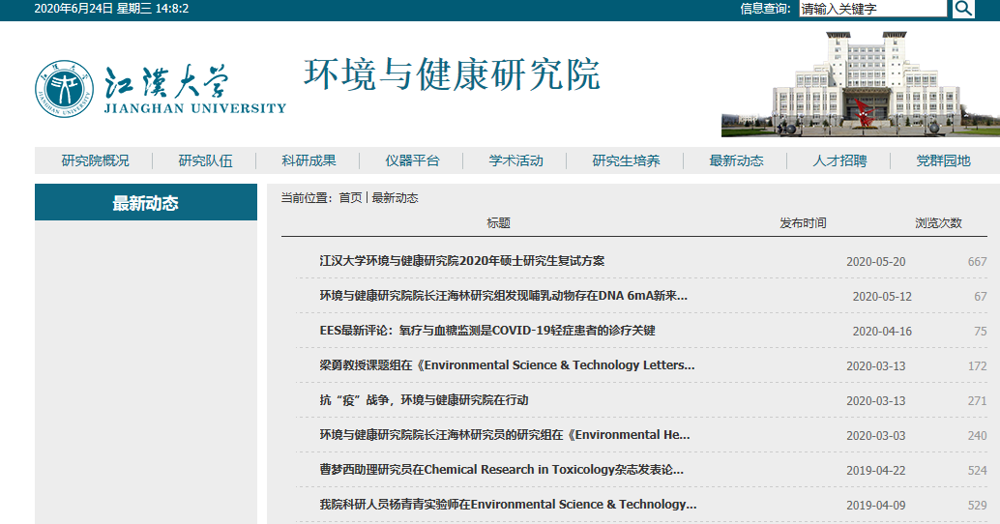 2020年6月24日 星期三 14:8:2
信息查询: 请输入关键字
江汉大学
JIANGHAN UNIVERSITY
环境与健康研究院
研究院概况 研究队伍 科研成果 仪器平台 学术活动 研究生培养 最新动态 人才招聘 党群园地
最新动态
当前位置：首页 | 最新动态
标题 发布时间 浏览次数
江汉大学环境与健康研究院2020年硕士研究生复试方案 2020-05-20 667
环境与健康研究院院长汪海林研究组发现哺乳动物存在DNA 6mA新来... 2020-05-12 67
EES最新评论：氧疗与血糖监测是COVID-19轻症患者的诊疗关键 2020-04-16 75
梁勇教授课题组在《Environmental Science & Technology Letters... 2020-03-13 172
抗“疫”战争，环境与健康研究院在行动 2020-03-13 271
环境与健康研究院院长汪海林研究员的研究组在《Environmental He... 2020-03-03 240
曹梦西助理研究员在Chemical Research in Toxicology杂志发表论... 2019-04-22 524
我院科研人员杨青青实验师在Environmental Science & Technology... 2019-04-09 529